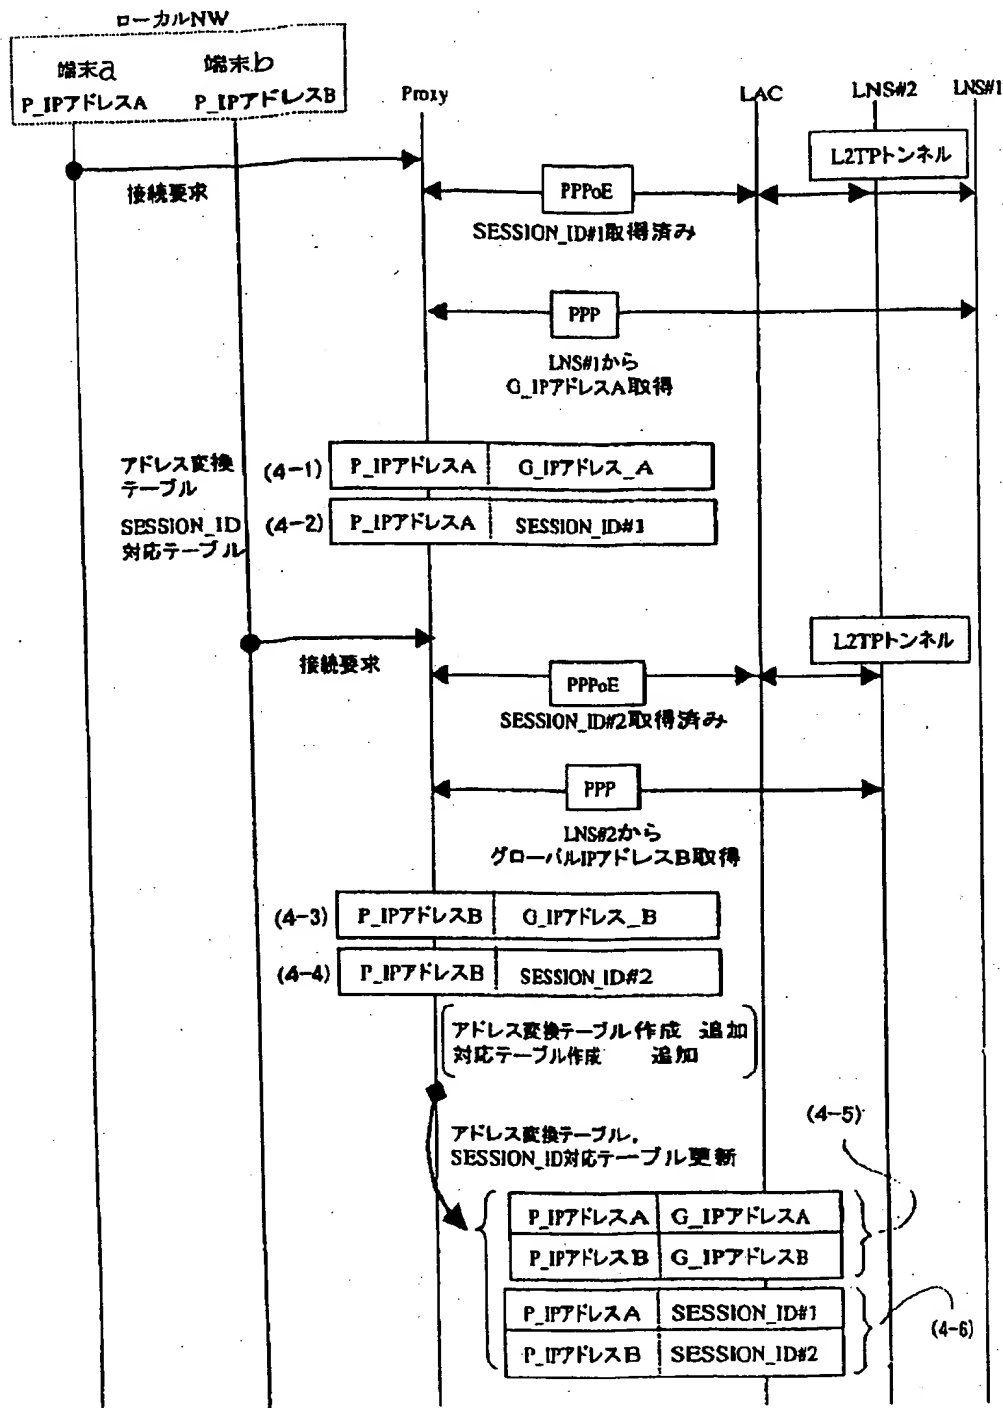 ローカルNW
端末a 端末b
P_IPアドレスA P_IPアドレスB
Proxy
LAC
LNS#2
LNS#1
L2TPトンネル
接続要求
PPPoE
SESSION_ID#1取得済み
PPP
LNS#1から
G_IPアドレスA取得
アドレス変換
テーブル
(4-1)
P_IPアドレスA G_IPアドレス_A
SESSION_ID
対応テーブル
(4-2)
P_IPアドレスA SESSION_ID#1
L2TPトンネル
接続要求
PPPoE
SESSION_ID#2取得済み
PPP
LNS#2から
グローバルIPアドレスB取得
(4-3)
P_IPアドレスB G_IPアドレス_B
(4-4)
P_IPアドレスB SESSION_ID#2
アドレス変換テーブル作成 追加
対応テーブル作成 追加
(4-5)
アドレス変換テーブル,
SESSION_ID対応テーブル更新
P_IPアドレスA G_IPアドレスA
P_IPアドレスB G_IPアドレスB
P_IPアドレスA SESSION_ID#1
P_IPアドレスB SESSION_ID#2
(4-6)